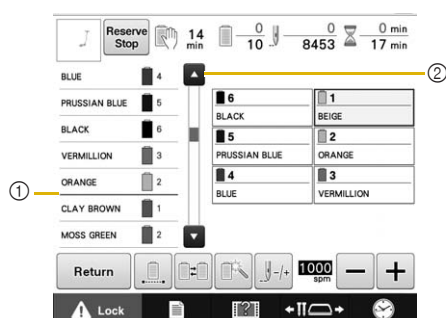 Reserve Stop
14 min
0
10
0
8453
0 min
17 min
②
BLUE 4
PRUSSIAN BLUE 5
BLACK 6
VERMILLION 3
①
ORANGE 2
CLAY BROWN 1
MOSS GREEN 2
6 BLACK
1 BEIGE
5 PRUSSIAN BLUE
2 ORANGE
4 BLUE
3 VERMILLION
Return
-/+
1000 spm
− +
Lock
?